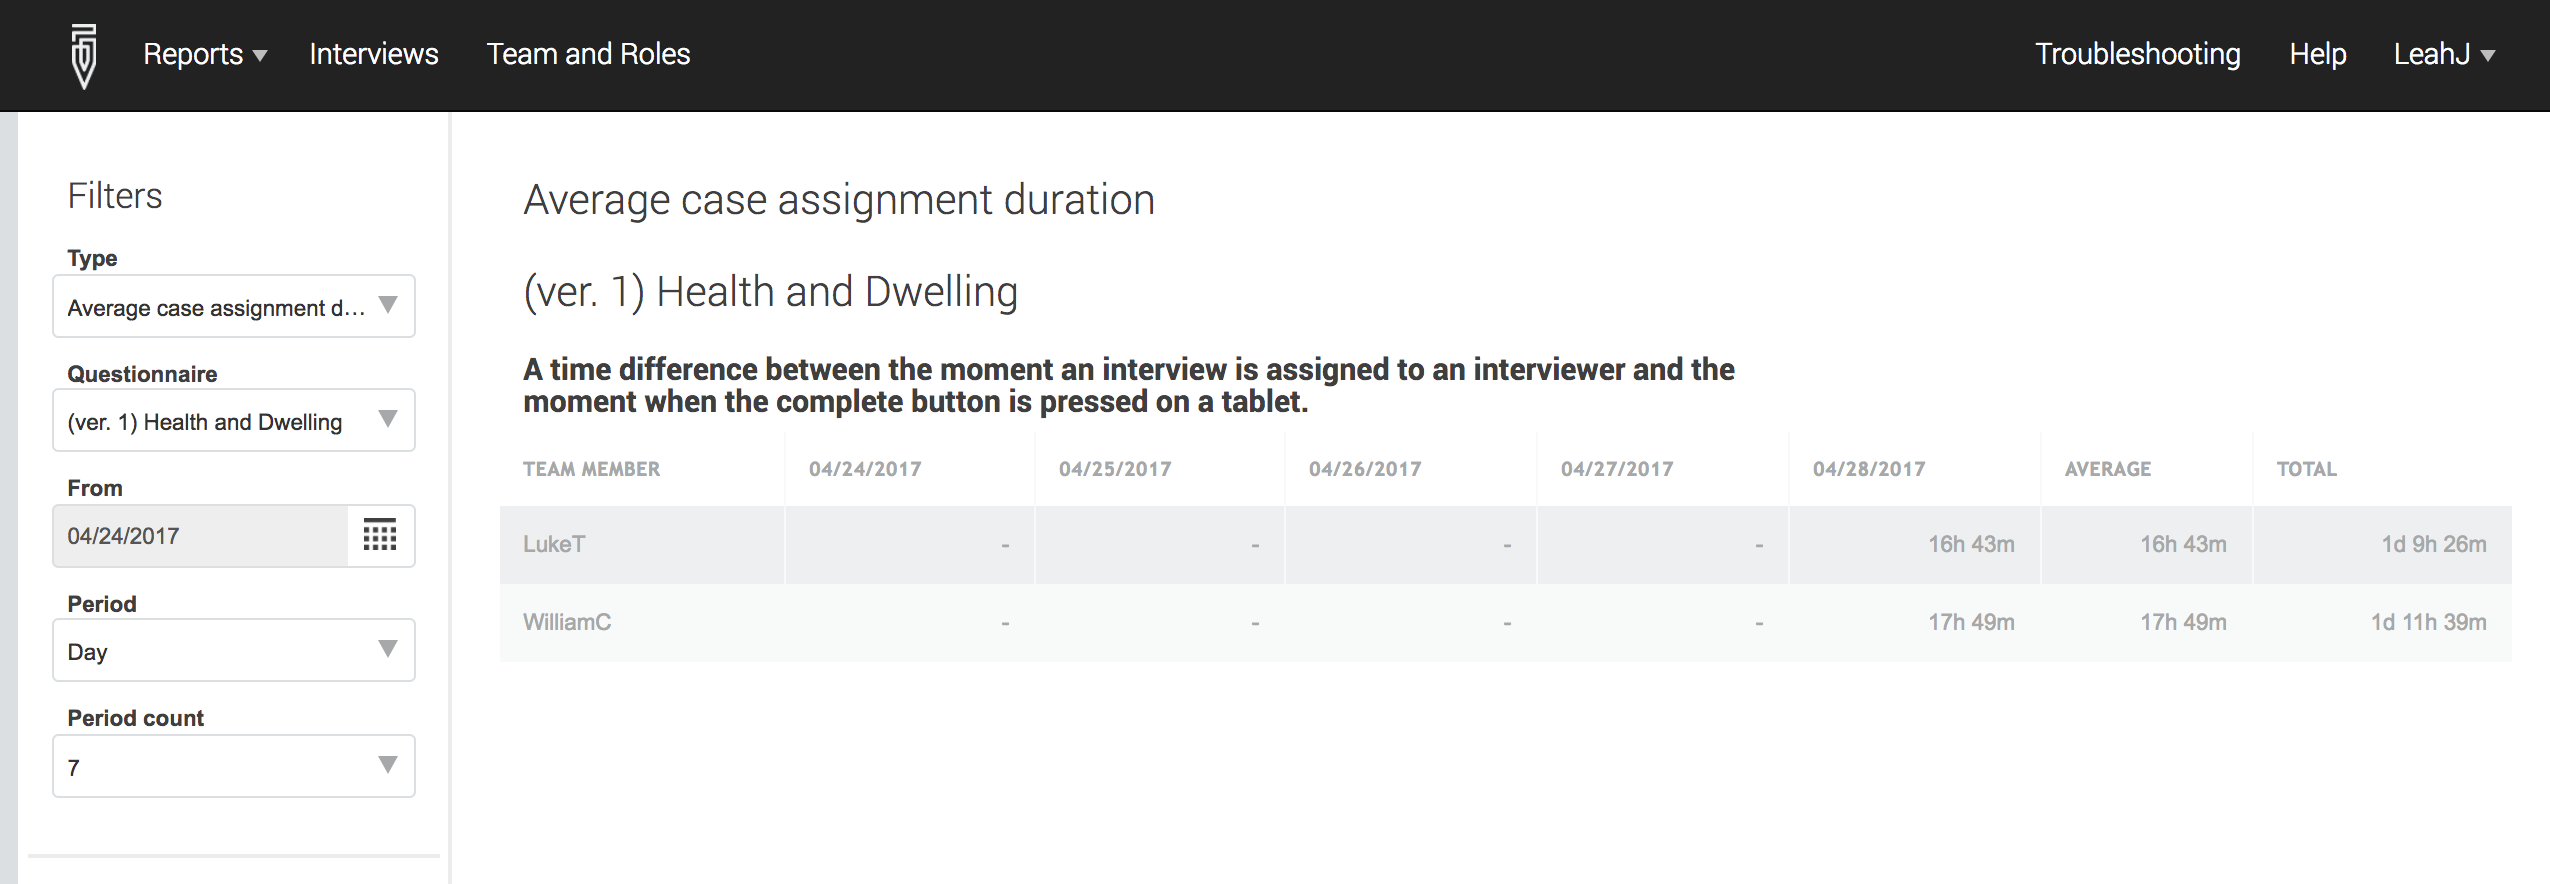 Reports Interviews Team and Roles Troubleshooting Help LeahJ
Filters
Type
Average case assignment d...
Questionnaire
(ver. 1) Health and Dwelling
From
04/24/2017
Period
Day
Period count
7
Average case assignment duration
(ver. 1) Health and Dwelling
A time difference between the moment an interview is assigned to an interviewer and the
moment when the complete button is pressed on a tablet.
TEAM MEMBER 04/24/2017 04/25/2017 04/26/2017 04/27/2017 04/28/2017 AVERAGE TOTAL
LukeT - - - - 16h 43m 16h 43m 1d 9h 26m
WilliamC - - - - 17h 49m 17h 49m 1d 11h 39m